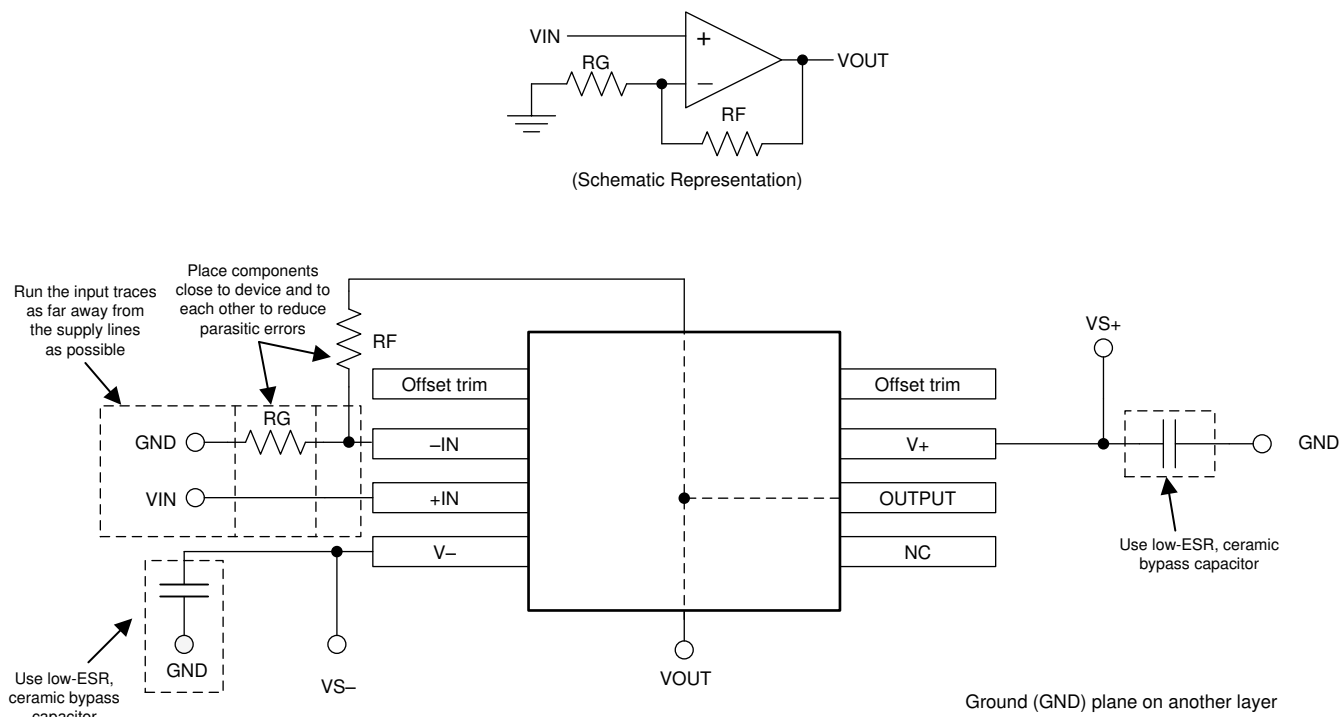 VIN
+
RG
−
VOUT
RF
(Schematic Representation)
Run the input traces
as far away from
the supply lines
as possible
Place components
close to device and to
each other to reduce
parasitic errors
RF
VS+
Offset trim
Offset trim
RG
GND
–IN
V+
GND
VIN
+IN
OUTPUT
V–
NC
Use low-ESR, ceramic
bypass capacitor
GND
VS–
VOUT
Use low-ESR,
ceramic bypass
capacitor
Ground (GND) plane on another layer